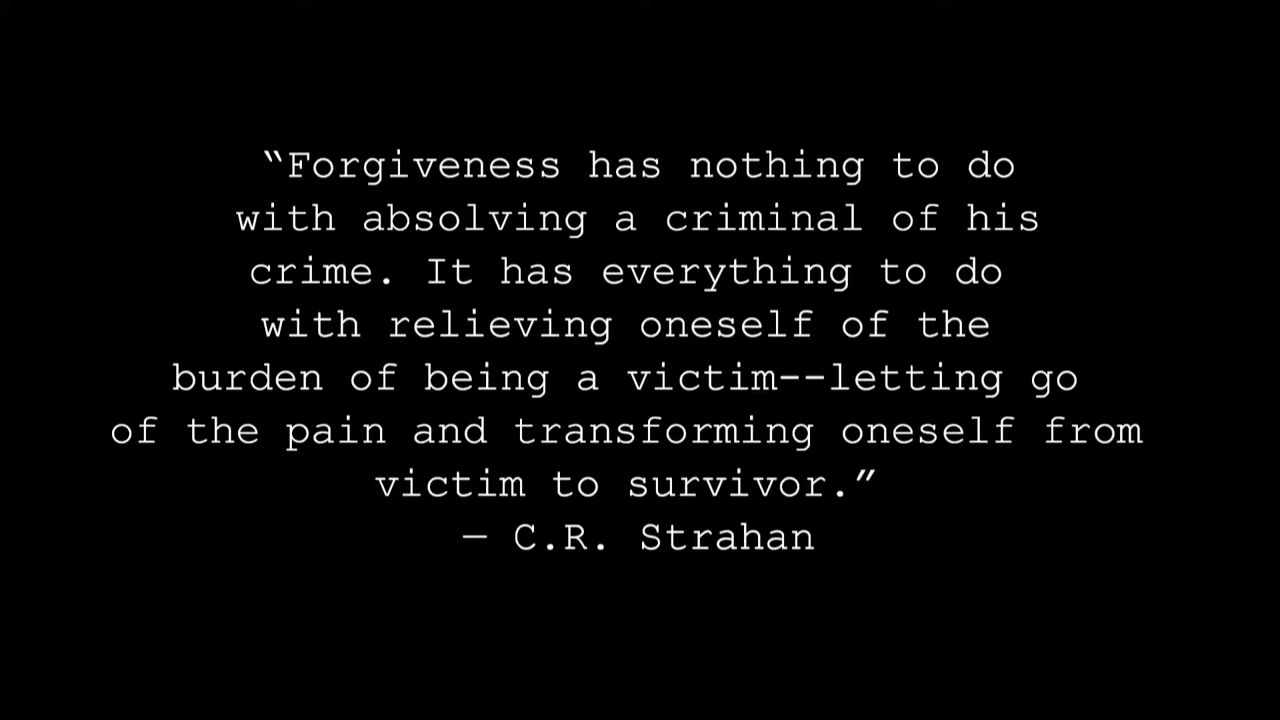 “Forgiveness has nothing to do
with absolving a criminal of his
crime. It has everything to do
with relieving oneself of the
burden of being a victim--letting go
of the pain and transforming oneself from
victim to survivor.”
— C.R. Strahan